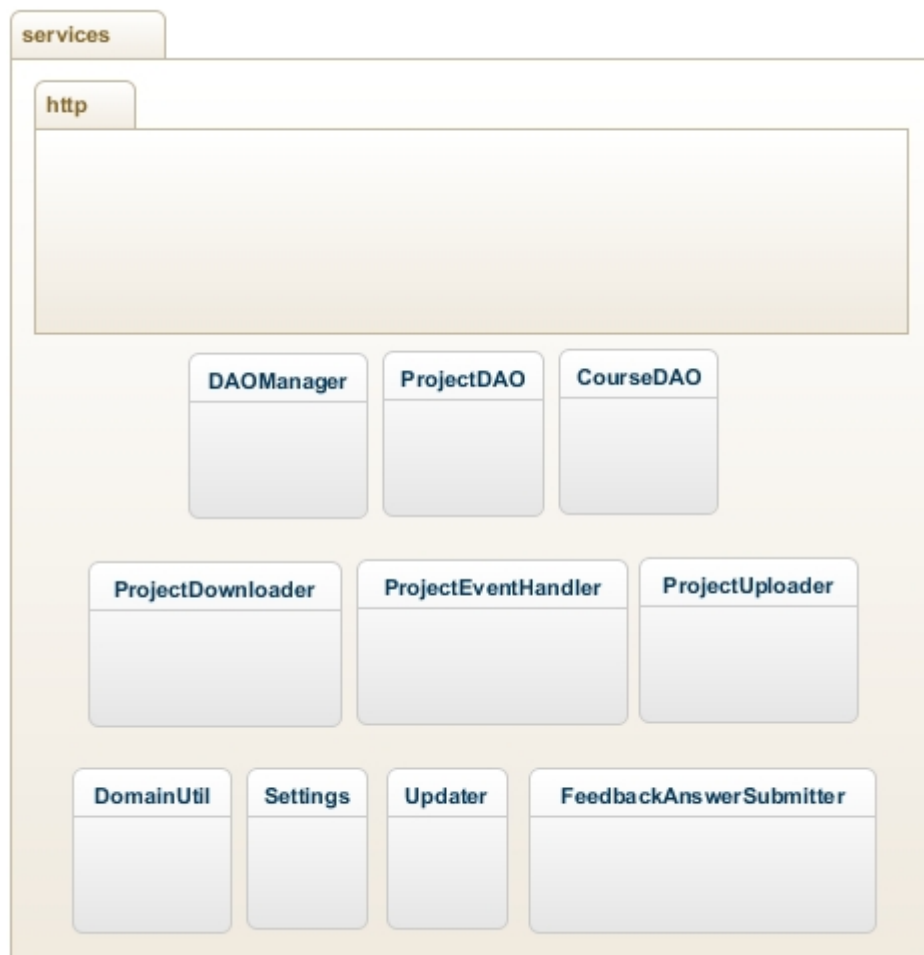 services
http
DAOManager
ProjectDAO
CourseDAO
ProjectDownloader
ProjectEventHandler
ProjectUploader
DomainUtil
Settings
Updater
FeedbackAnswerSubmitter